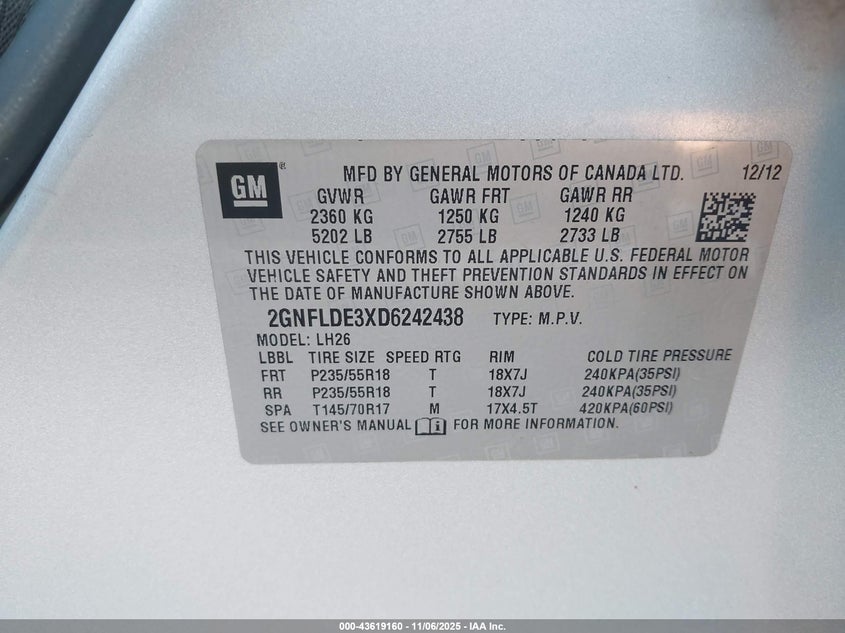 GM ® MFD BY GENERAL MOTORS OF CANADA LTD. 12/12
GVWR GAWR FRT GAWR RR
2360 KG 1250 KG 1240 KG
5202 LB 2755 LB 2733 LB
THIS VEHICLE CONFORMS TO ALL APPLICABLE U.S. FEDERAL MOTOR
VEHICLE SAFETY AND THEFT PREVENTION STANDARDS IN EFFECT ON
THE DATE OF MANUFACTURE SHOWN ABOVE.
2GNFLDE3XD6242438 TYPE: M.P.V.
MODEL: LH26
LBBL TIRE SIZE SPEED RTG RIM COLD TIRE PRESSURE
FRT P235/55R18 T 18X7J 240KPA(35PSI)
RR P235/55R18 T 18X7J 240KPA(35PSI)
SPA T145/70R17 M 17X4.5T 420KPA(60PSI)
SEE OWNER'S MANUAL FOR MORE INFORMATION.
000-43619160 - 11/06/2025 - IAA Inc.